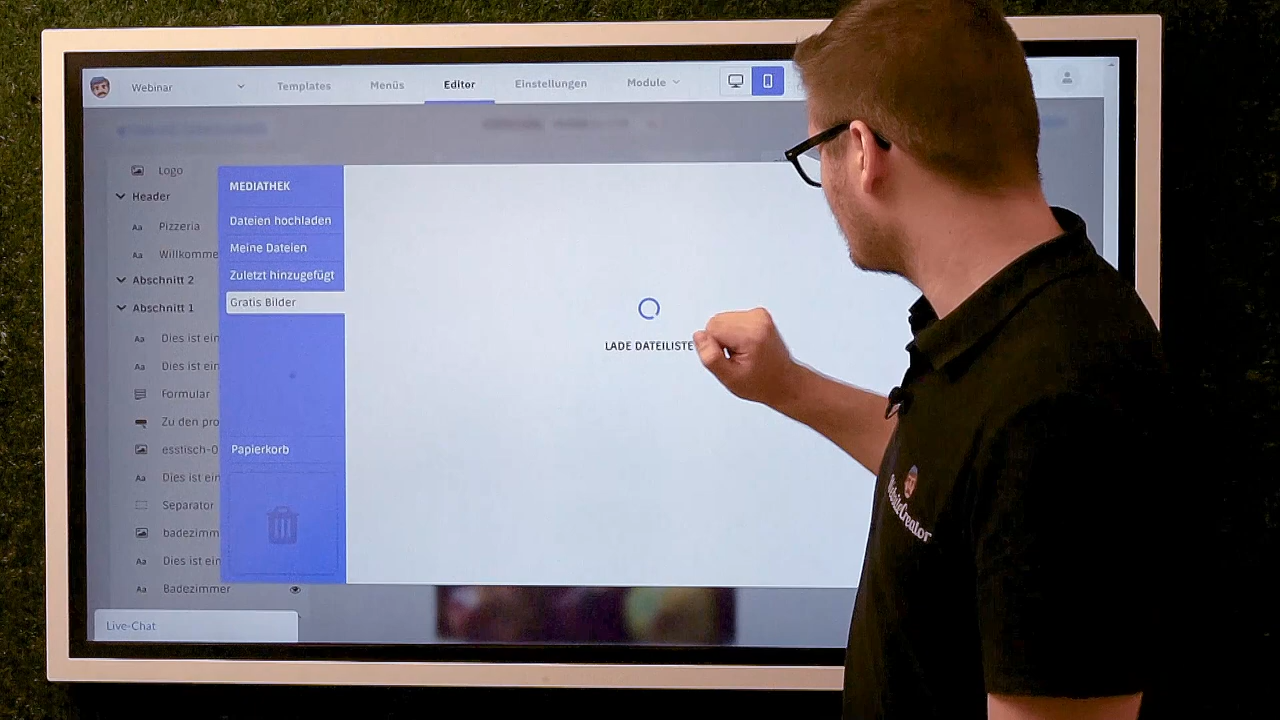 Webinar
Templates
Menüs
Editor
Einstellungen
Module
Logo
Header
Pizzeria
Willkomme
Abschnitt 2
Abschnitt 1
Dies ist ein
Dies ist ein
Formular
Zu den pro
esstisch-0
Dies ist ein
Separator
badezimm
Dies ist ein
Badezimmer
Live-Chat
MEDIATHEK
Dateien hochladen
Meine Dateien
Zuletzt hinzugefügt
Gratis Bilder
Papierkorb
LADE DATEILISTE